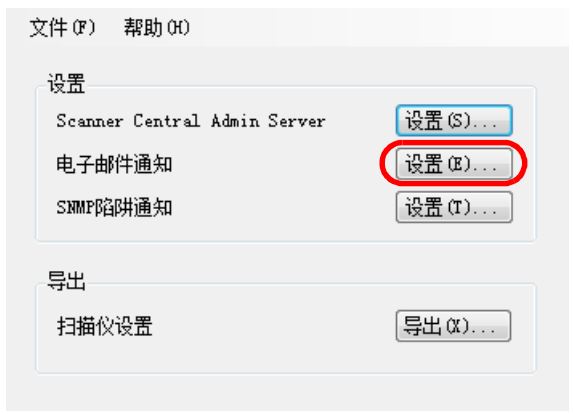 文件(F) 帮助(H)
设置
Scanner Central Admin Server 设置(S)...
电子邮件通知 设置(E)...
SNMP陷阱通知 设置(T)...
导出
扫描仪设置 导出(X)...